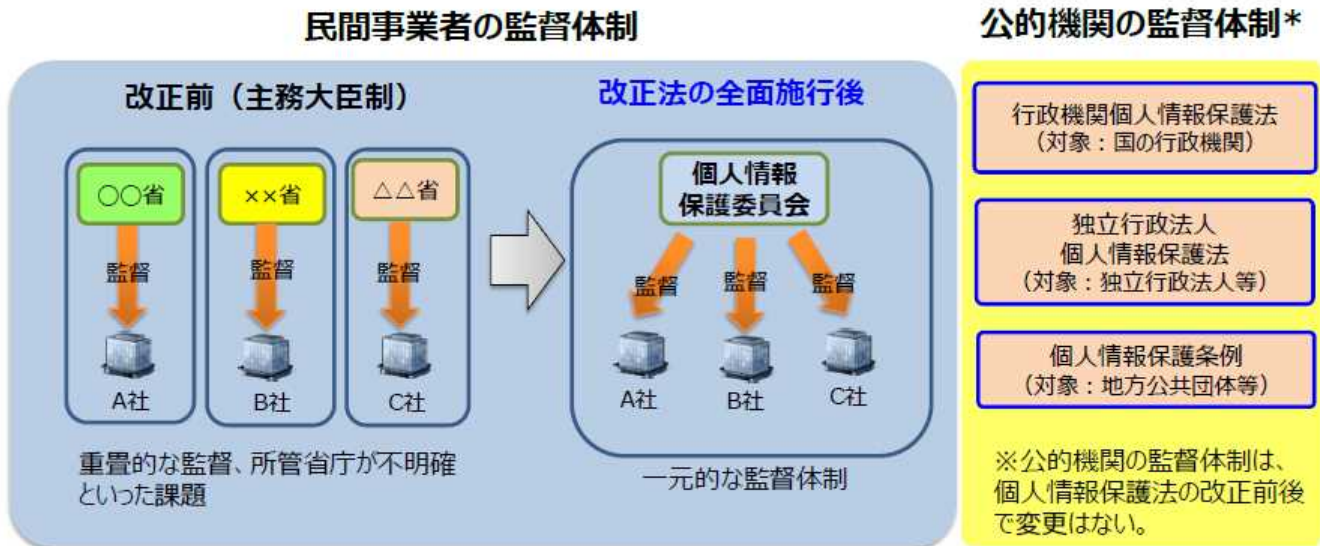 民間事業者の監督体制
改正前（主務大臣制）
○○省
××省
△△省
監督
監督
監督
A社
B社
C社
重畳的な監督、所管省庁が不明確
といった課題
改正法の全面施行後
個人情報
保護委員会
監督
監督
監督
A社
B社
C社
一元的な監督体制
公的機関の監督体制*
行政機関個人情報保護法
（対象：国の行政機関）
独立行政法人
個人情報保護法
（対象：独立行政法人等）
個人情報保護条例
（対象：地方公共団体等）
※公的機関の監督体制は、
個人情報保護法の改正前後
で変更はない。